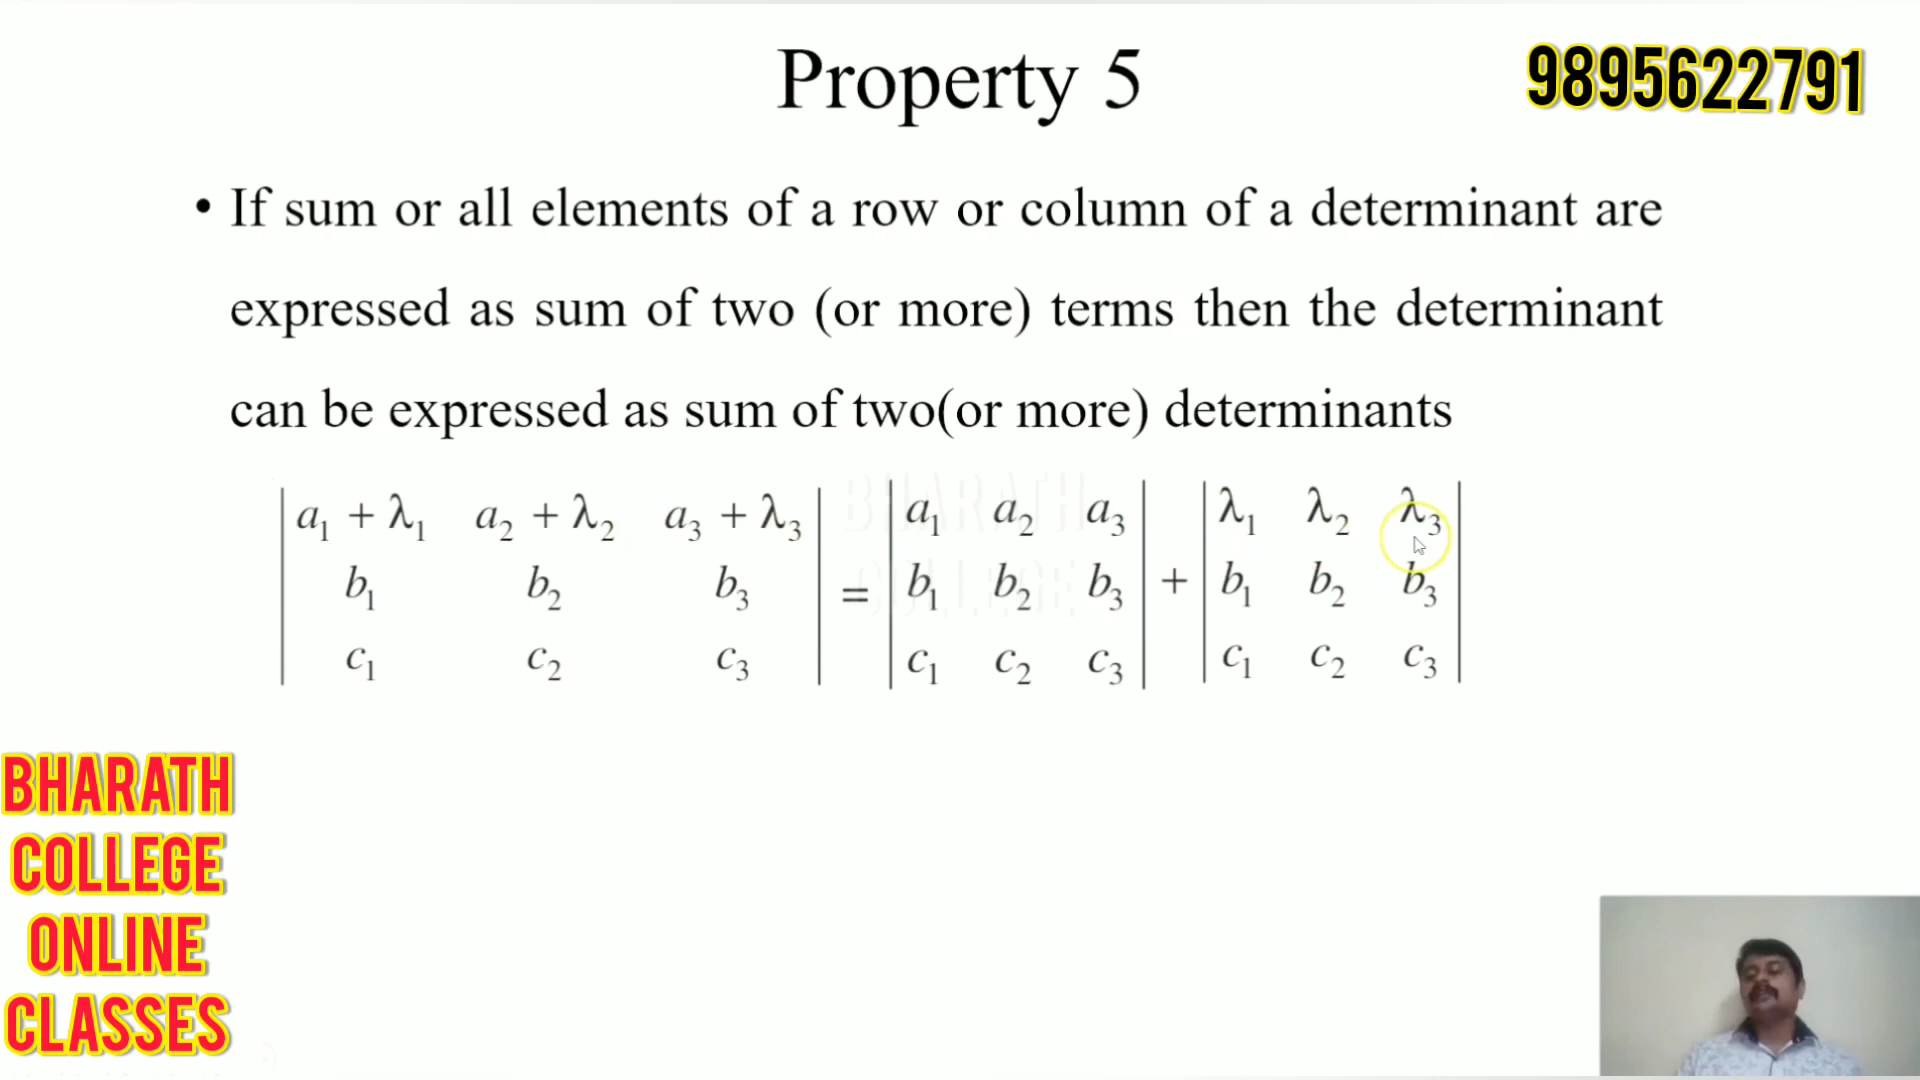 Property 5
9895622791
• If sum or all elements of a row or column of a determinant are
expressed as sum of two (or more) terms then the determinant
can be expressed as sum of two(or more) determinants
| a₁ + λ₁ a₂ + λ₂ a₃ + λ₃ | | a₁ a₂ a₃ | | λ₁ λ₂ λ₃ |
| b₁ b₂ b₃ | = | b₁ b₂ b₃ | + | b₁ b₂ b₃ |
| c₁ c₂ c₃ | | c₁ c₂ c₃ | | c₁ c₂ c₃ |
BHARATH
COLLEGE
BHARATH
COLLEGE
ONLINE
CLASSES